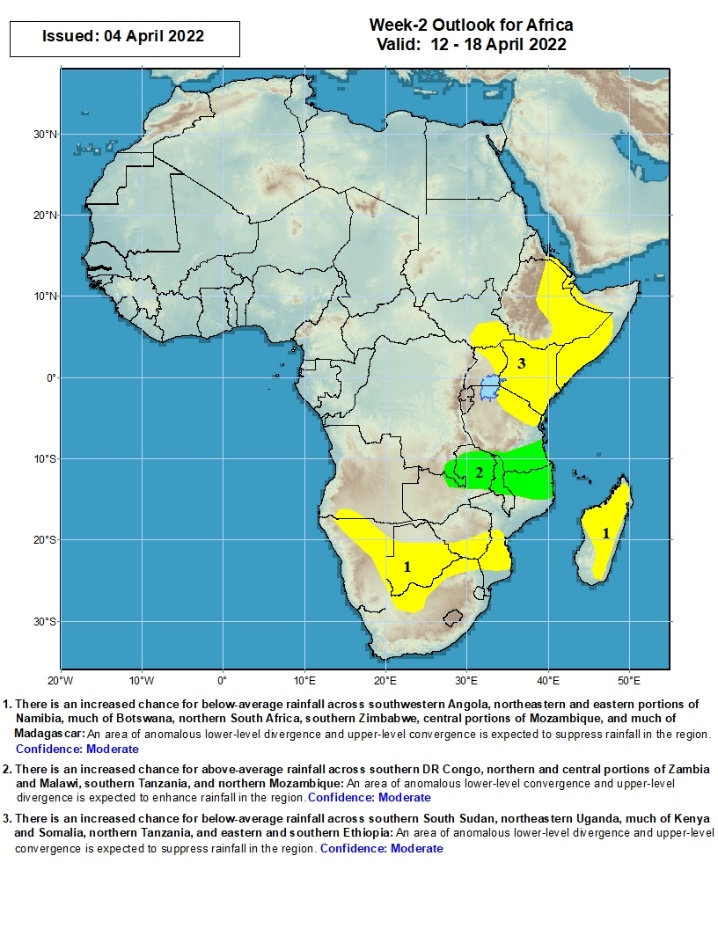 Issued: 04 April 2022
Week-2 Outlook for Africa
Valid: 12 - 18 April 2022
30°N
20°N
10°N
0°
10°S
20°S
30°S
3
2
1
1
20°W 10°W 0° 10°E 20°E 30°E 40°E 50°E
1. There is an increased chance for below-average rainfall across southwestern Angola, northeastern and eastern portions of
Namibia, much of Botswana, northern South Africa, southern Zimbabwe, central portions of Mozambique, and much of
Madagascar: An area of anomalous lower-level divergence and upper-level convergence is expected to suppress rainfall in the region.
Confidence: Moderate
2. There is an increased chance for above-average rainfall across southern DR Congo, northern and central portions of Zambia
and Malawi, southern Tanzania, and northern Mozambique: An area of anomalous lower-level convergence and upper-level
divergence is expected to enhance rainfall in the region. Confidence: Moderate
3. There is an increased chance for below-average rainfall across southern South Sudan, northeastern Uganda, much of Kenya
and Somalia, northern Tanzania, and eastern and southern Ethiopia: An area of anomalous lower-level divergence and upper-level
convergence is expected to suppress rainfall in the region. Confidence: Moderate